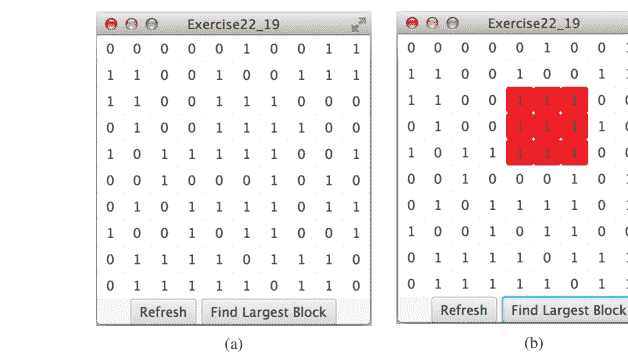 Exercise22_19
0 0 0 0 0 1 0 0 1 1
1 1 0 0 1 0 0 1 1 1
1 1 0 0 1 1 1 0 0 0
0 1 0 0 1 1 1 1 0 0
1 0 1 1 1 1 1 0 0 1
0 0 1 0 0 0 1 0 1 0
0 1 0 1 1 1 1 0 1 1
1 0 0 1 0 1 1 0 0 1
0 1 1 1 1 0 1 1 1 0
0 1 1 1 1 1 0 1 1 0
Refresh Find Largest Block
(a)
Exercise22_19
0 0 0 0 0 1 0 0 1
1 1 0 0 1 0 0 1 1
1 1 0 0 1 1 1 0 0
0 1 0 0 1 1 1 1 0
1 0 1 1 1 1 1 0 0
0 0 1 0 0 0 1 0 1
0 1 0 1 1 1 1 0 1
1 0 0 1 0 1 1 0 0
0 1 1 1 1 0 1 1 1
0 1 1 1 1 1 0 1 1
Refresh Find Largest Block
(b)